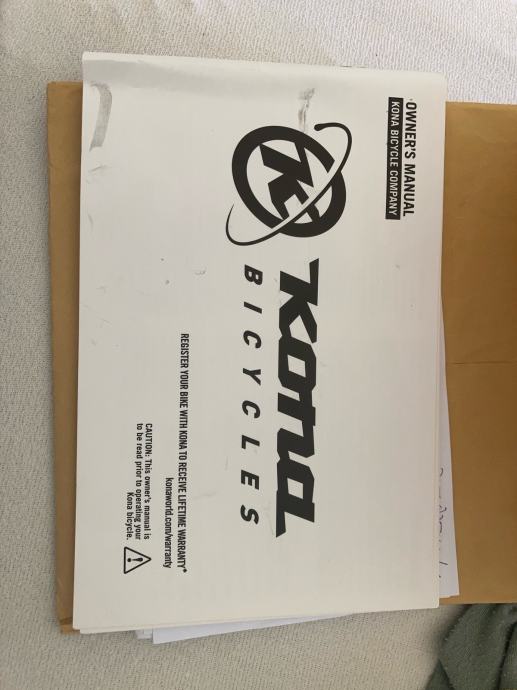 OWNER'S MANUAL
KONA BICYCLE COMPANY
KONA
BICYCLES
REGISTER YOUR BIKE WITH KONA TO RECEIVE LIFETIME WARRANTY*
konaworld.com/warranty
CAUTION: This owner's manual is
to be read prior to operating your
Kona bicycle.